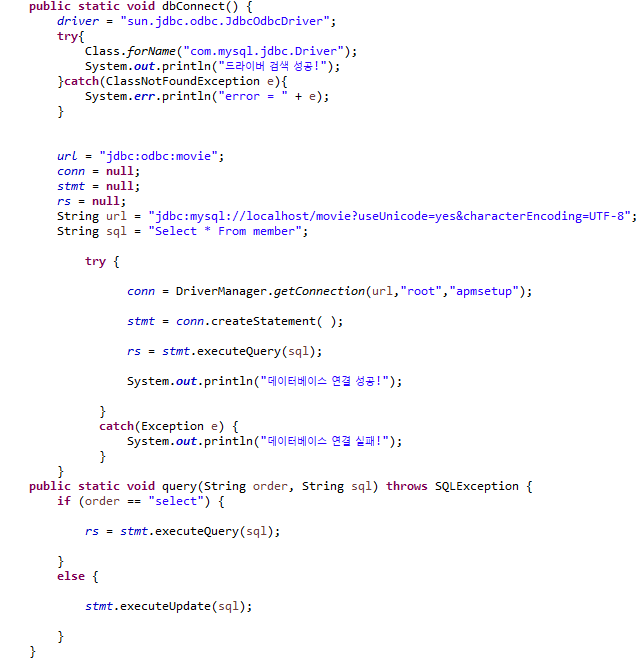 public static void dbConnect() {
driver = "sun.jdbc.odbc.JdbcOdbcDriver";
try{
Class.forName("com.mysql.jdbc.Driver");
System.out.println("드라이버 검색 성공!");
}catch(ClassNotFoundException e){
System.err.println("error = " + e);
}
url = "jdbc:odbc:movie";
conn = null;
stmt = null;
rs = null;
String url = "jdbc:mysql://localhost/movie?useUnicode=yes&characterEncoding=UTF-8";
String sql = "Select * From member";
try {
conn = DriverManager.getConnection(url,"root","apmsetup");
stmt = conn.createStatement( );
rs = stmt.executeQuery(sql);
System.out.println("데이터베이스 연결 성공!");
}
catch(Exception e) {
System.out.println("데이터베이스 연결 실패!");
}
}
public static void query(String order, String sql) throws SQLException {
if (order == "select") {
rs = stmt.executeQuery(sql);
}
else {
stmt.executeUpdate(sql);
}
}